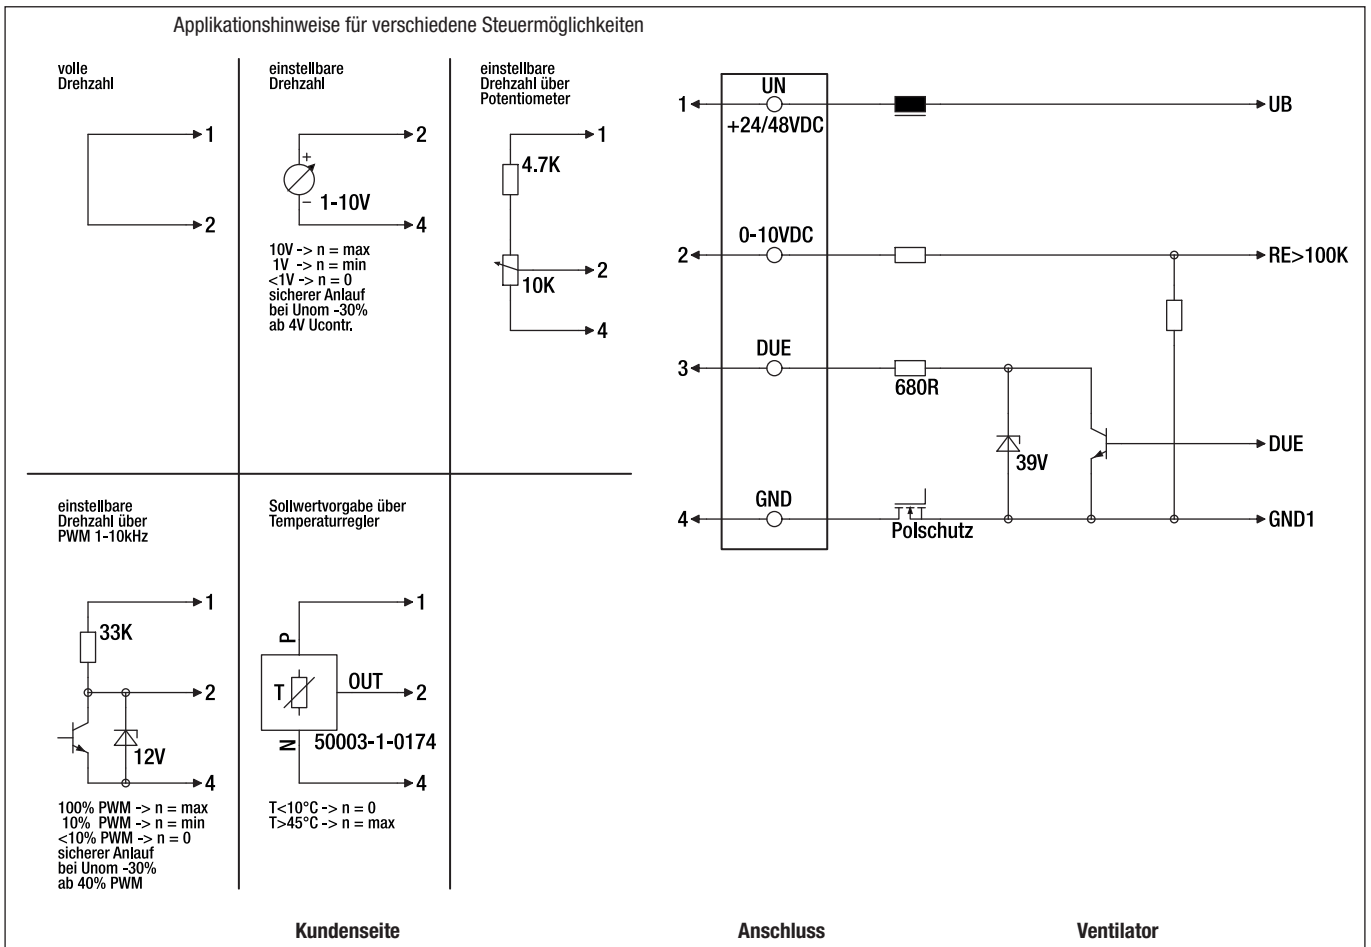 Applikationshinweise für verschiedene Steuermöglichkeiten
volle
Drehzahl
1
2
einstellbare
Drehzahl
2
+
1-10V
–
4
10V -> n = max
1V -> n = min
<1V -> n = 0
sicherer Anlauf
bei Unom -30%
ab 4V Ucontr.
einstellbare
Drehzahl über
Potentiometer
1
4.7K
2
10K
4
einstellbare
Drehzahl über
PWM 1-10kHz
1
33K
2
12V
4
100% PWM -> n = max
10% PWM -> n = min
<10% PWM -> n = 0
sicherer Anlauf
bei Unom -30%
ab 40% PWM
Sollwertvorgabe über
Temperaturregler
1
P
T
OUT
2
N
50003-1-0174
4
T<10°C -> n = 0
T>45°C -> n = max
UN
1
+24/48VDC
UB
0-10VDC
2
RE>100K
DUE
3
680R
39V
DUE
GND
4
Polschutz
GND1
Kundenseite
Anschluss
Ventilator